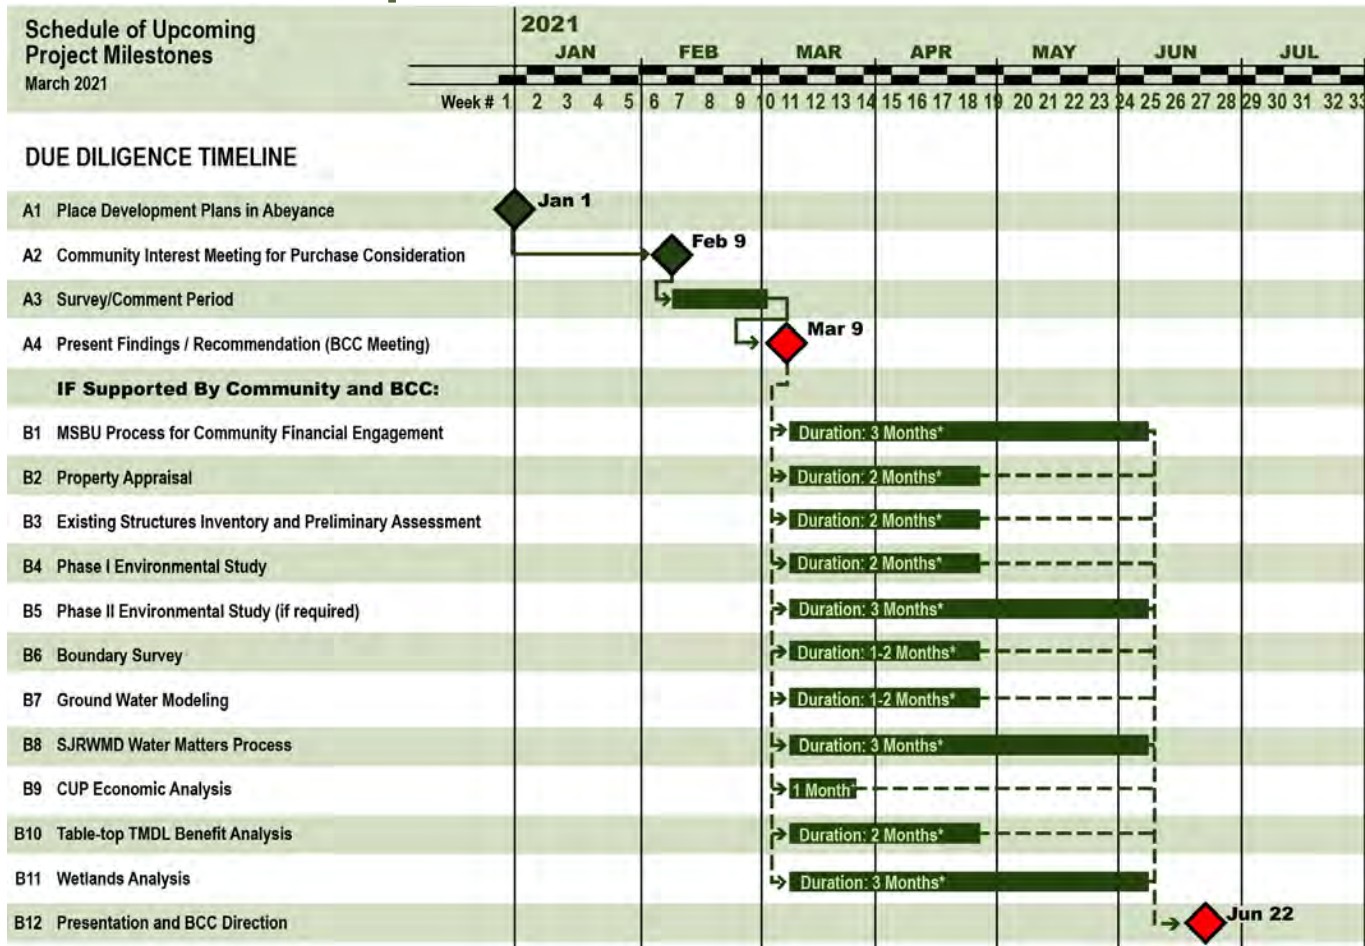 Schedule of Upcoming
Project Milestones
March 2021
2021
JAN FEB MAR APR MAY JUN JUL
Week # 1 2 3 4 5 6 7 8 9 10 11 12 13 14 15 16 17 18 19 20 21 22 23 24 25 26 27 28 29 30 31 32 33
DUE DILIGENCE TIMELINE
A1 Place Development Plans in Abeyance Jan 1
A2 Community Interest Meeting for Purchase Consideration Feb 9
A3 Survey/Comment Period
A4 Present Findings / Recommendation (BCC Meeting) Mar 9
IF Supported By Community and BCC:
B1 MSBU Process for Community Financial Engagement Duration: 3 Months*
B2 Property Appraisal Duration: 2 Months*
B3 Existing Structures Inventory and Preliminary Assessment Duration: 2 Months*
B4 Phase I Environmental Study Duration: 2 Months*
B5 Phase II Environmental Study (if required) Duration: 3 Months*
B6 Boundary Survey Duration: 1-2 Months*
B7 Ground Water Modeling Duration: 1-2 Months*
B8 SJRWMD Water Matters Process Duration: 3 Months*
B9 CUP Economic Analysis 1 Month*
B10 Table-top TMDL Benefit Analysis Duration: 2 Months*
B11 Wetlands Analysis Duration: 3 Months*
B12 Presentation and BCC Direction Jun 22